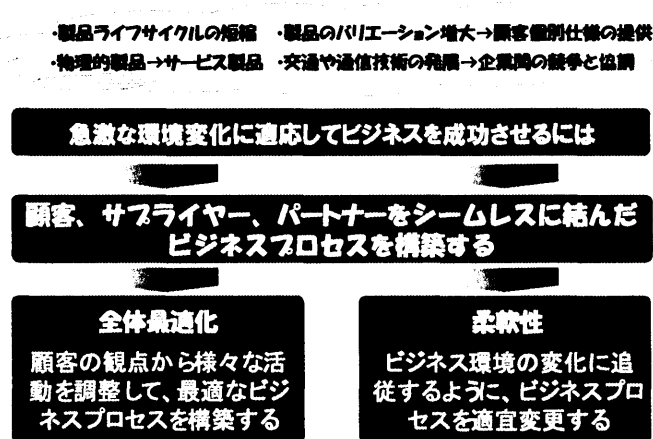 ・製品ライフサイクルの短縮 ・製品のバリエーション増大→顧客個別仕様の提供
・物理的製品→サービス製品 ・交通や通信技術の発展→企業間の競争と協調
急激な環境変化に適応してビジネスを成功させるには
顧客、サプライヤー、パートナーをシームレスに結んだ
ビジネスプロセスを構築する
全体最適化
顧客の観点から様々な活
動を調整して、最適なビジ
ネスプロセスを構築する
柔軟性
ビジネス環境の変化に追
従するように、ビジネスプロ
セスを適宜変更する